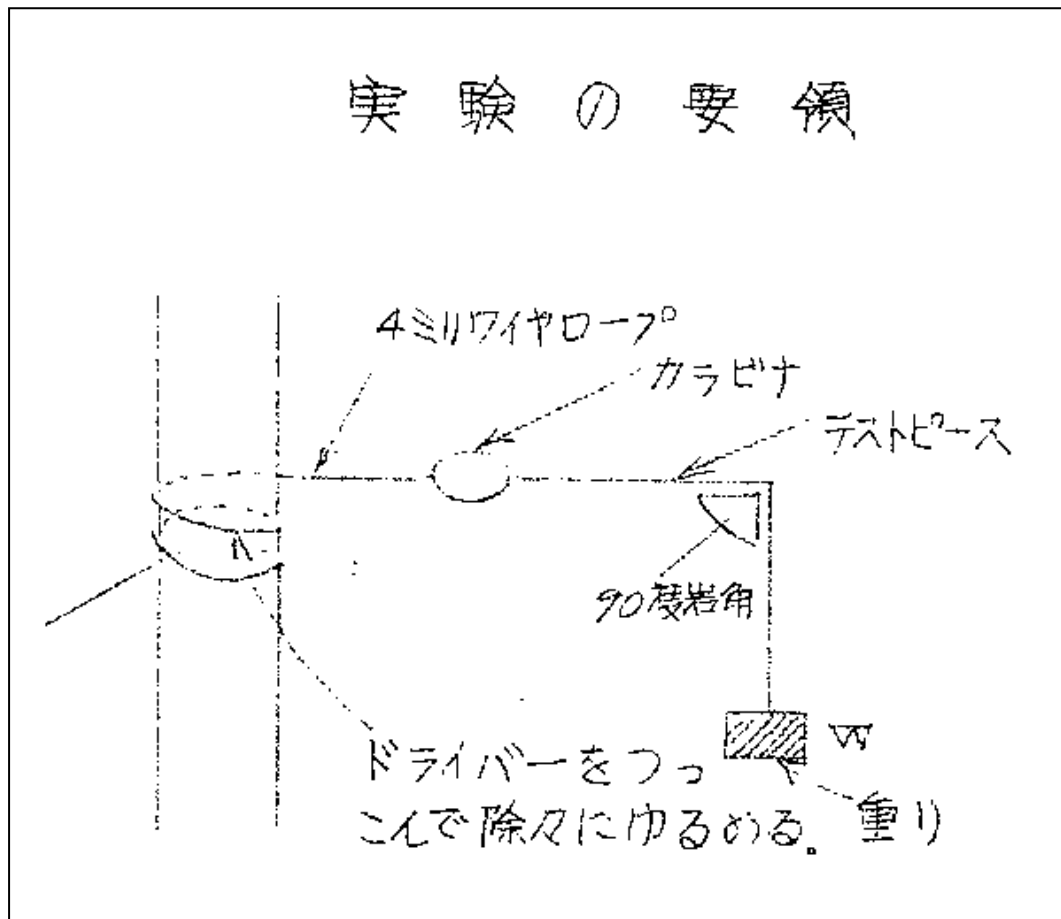 実験の要領
4ミリワイヤロープ
カラビナ
テストピース
90度岩角
W
ドライバーをつっ
こんで除々にゆるめる。
重り